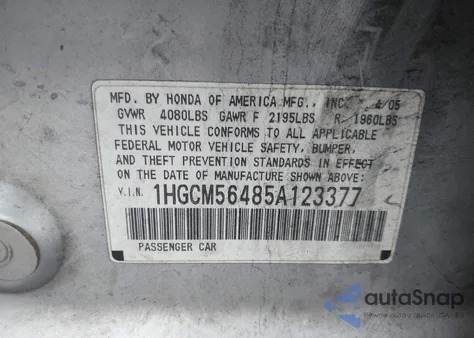 MFD. BY HONDA OF AMERICA MFG., INC. 4/05
GVWR 4080LBS GAWR F 2195LBS R 1960LBS
THIS VEHICLE CONFORMS TO ALL APPLICABLE
FEDERAL MOTOR VEHICLE SAFETY, BUMPER,
AND THEFT PREVENTION STANDARDS IN EFFECT
ON THE DATE OF MANUFACTURE SHOWN ABOVE:
V.I.N. 1HGCM56485A123377
PASSENGER CAR
autoSnap